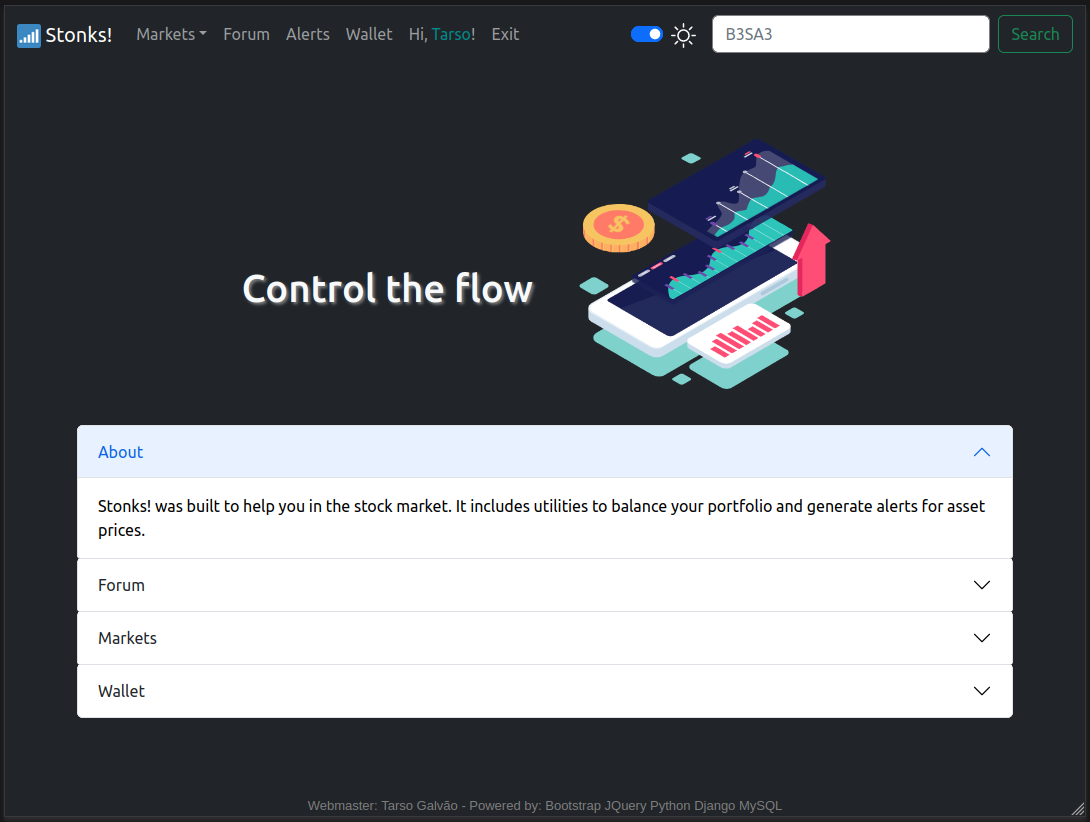 Stonks! Markets Forum Alerts Wallet Hi, Tarso! Exit B3SA3 Search
$
Control the flow
About
Stonks! was built to help you in the stock market. It includes utilities to balance your portfolio and generate alerts for asset
prices.
Forum
Markets
Wallet
Webmaster: Tarso Galvão - Powered by: Bootstrap JQuery Python Django MySQL